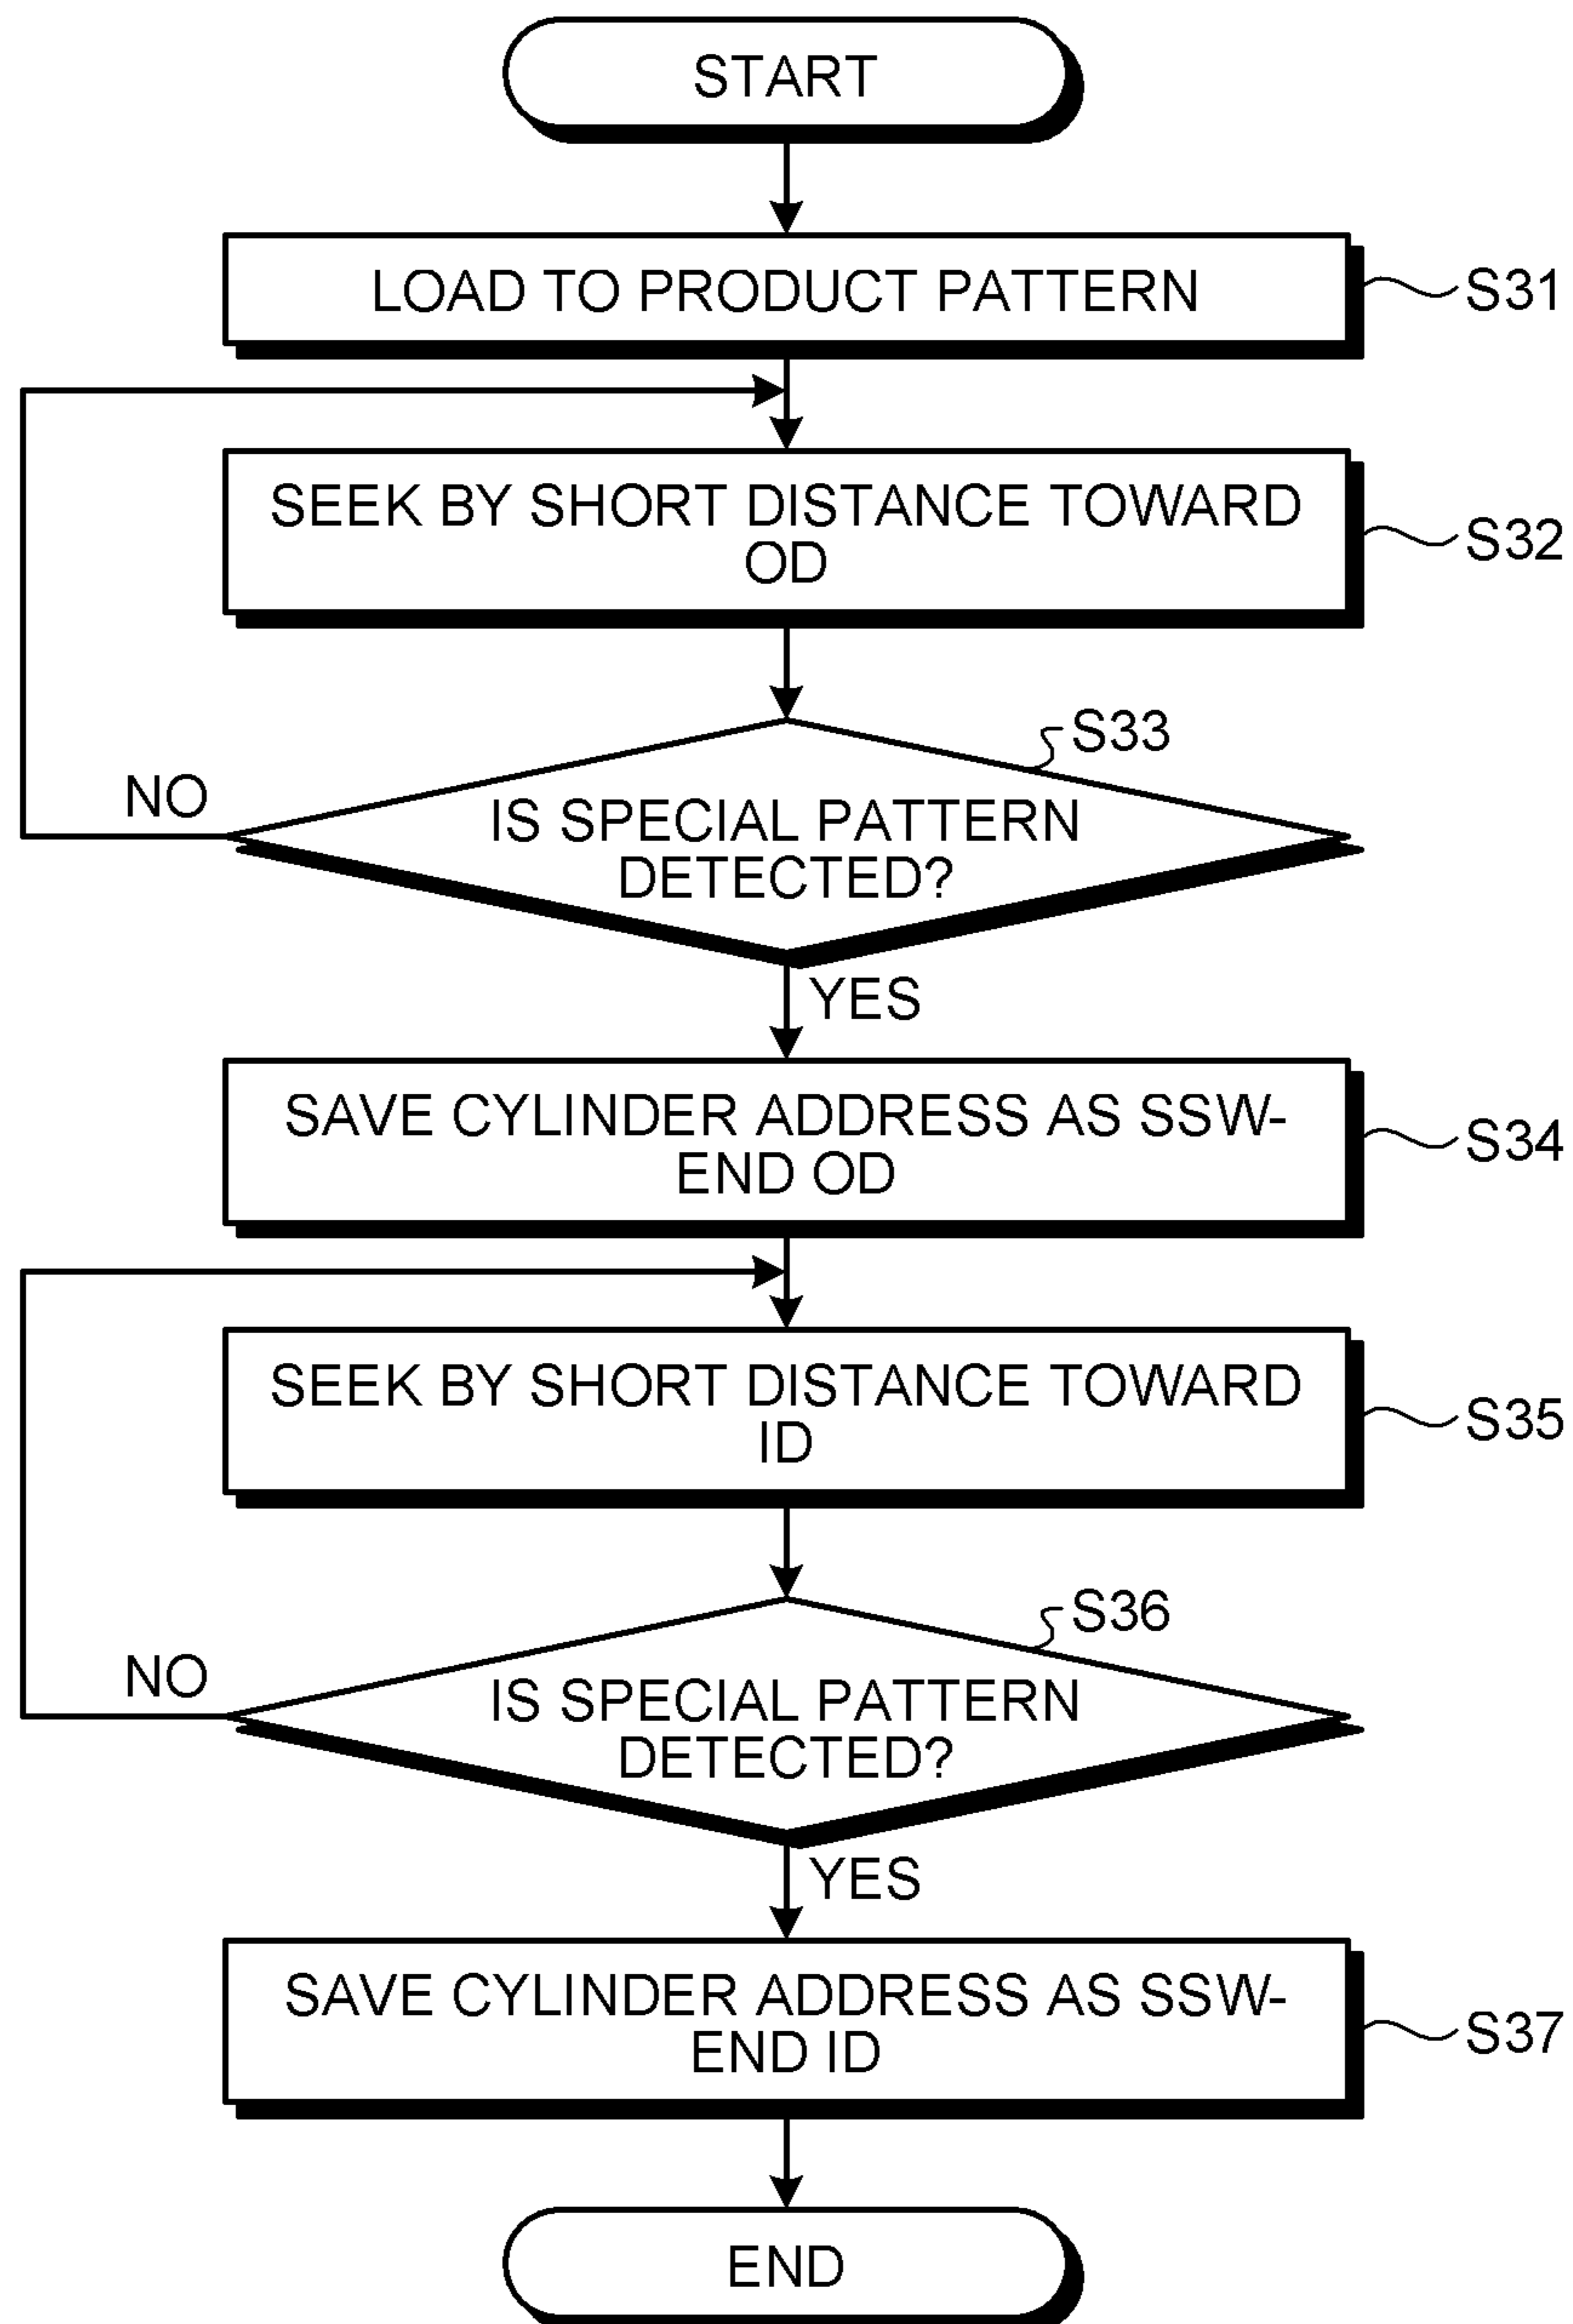 START
LOAD TO PRODUCT PATTERN
S31
SEEK BY SHORT DISTANCE TOWARD
OD
S32
S33
NO
IS SPECIAL PATTERN
DETECTED?
YES
SAVE CYLINDER ADDRESS AS SSW-
END OD
S34
SEEK BY SHORT DISTANCE TOWARD
ID
S35
S36
NO
IS SPECIAL PATTERN
DETECTED?
YES
SAVE CYLINDER ADDRESS AS SSW-
END ID
S37
END